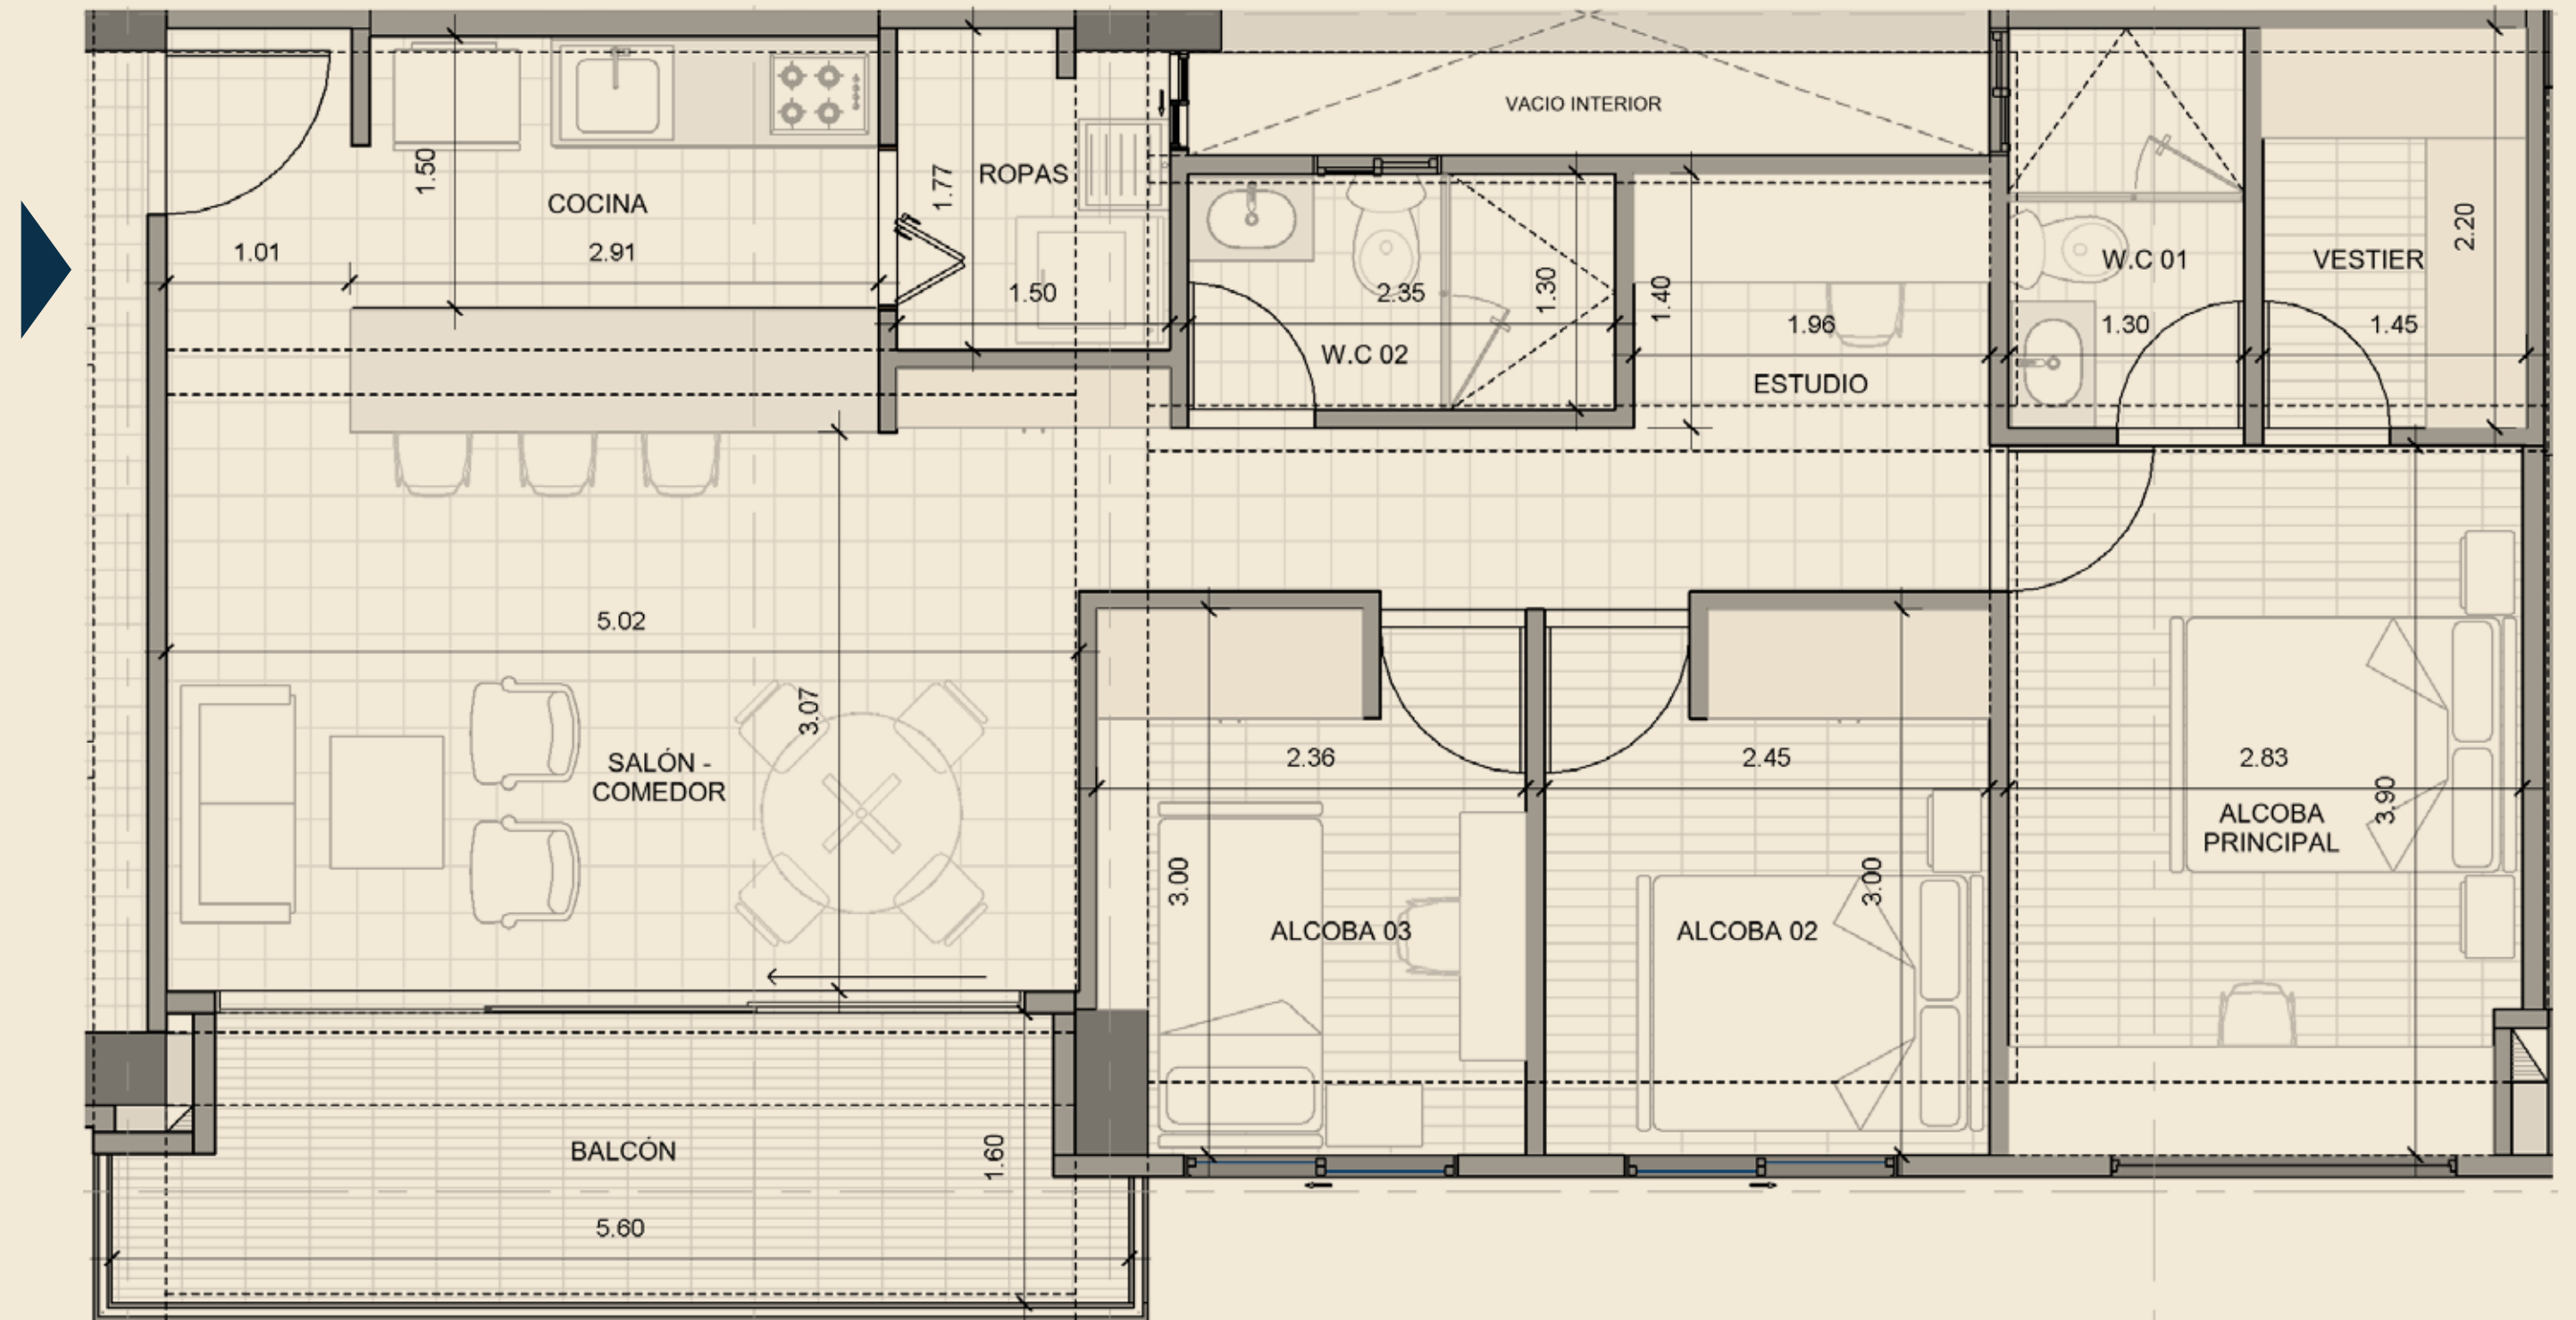 VACIO INTERIOR
1.50
COCINA
1.01
2.91
1.77
ROPAS
1.50
2.35
1.30
W.C 02
1.40
1.96
ESTUDIO
W.C 01
1.30
VESTIER
2.20
1.45
5.02
3.07
SALÓN -
COMEDOR
2.36
3.00
ALCOBA 03
2.45
3.00
ALCOBA 02
2.83
3.90
ALCOBA
PRINCIPAL
BALCÓN
1.60
5.60